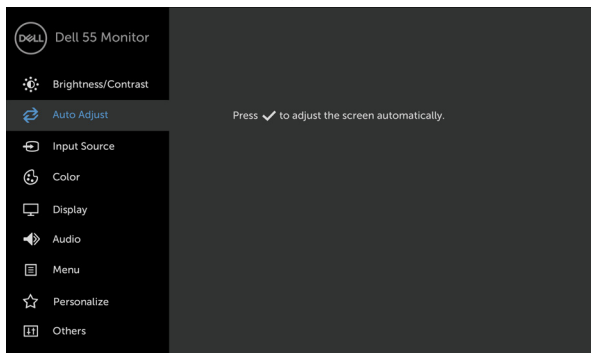 DELL Dell 55 Monitor
Brightness/Contrast
Auto Adjust
Press ✓ to adjust the screen automatically.
Input Source
Color
Display
Audio
Menu
Personalize
Others